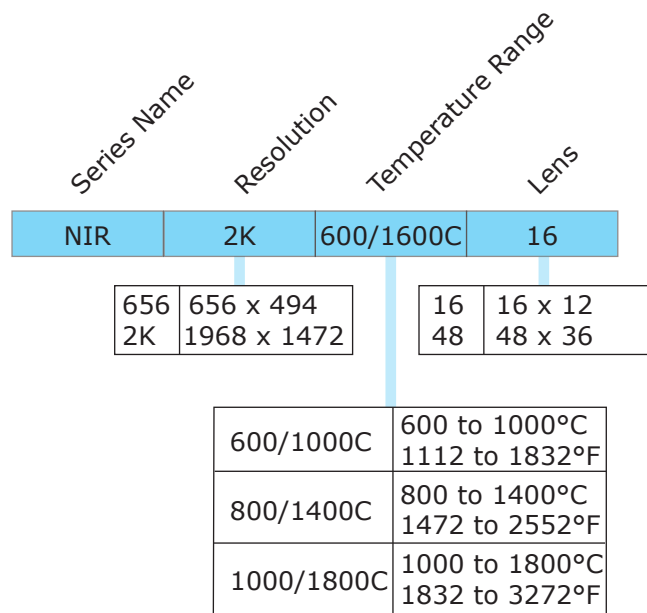 Series Name
Resolution
Temperature Range
Lens
NIR 2K 600/1600C 16
656 656 x 494
2K 1968 x 1472
16 16 x 12
48 48 x 36
600/1000C 600 to 1000°C
1112 to 1832°F
800/1400C 800 to 1400°C
1472 to 2552°F
1000/1800C 1000 to 1800°C
1832 to 3272°F